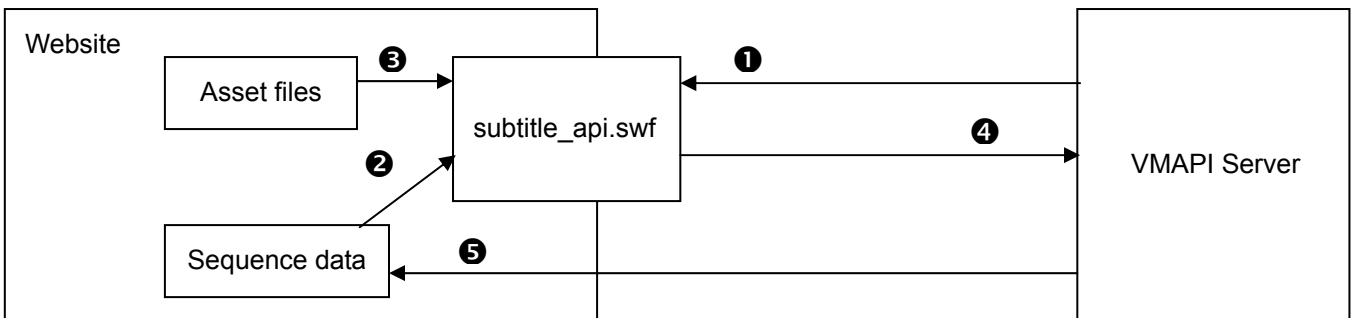 Website
❸
❶
Asset files
subtitle_api.swf
❹
❷
VMAPI Server
❺
Sequence data